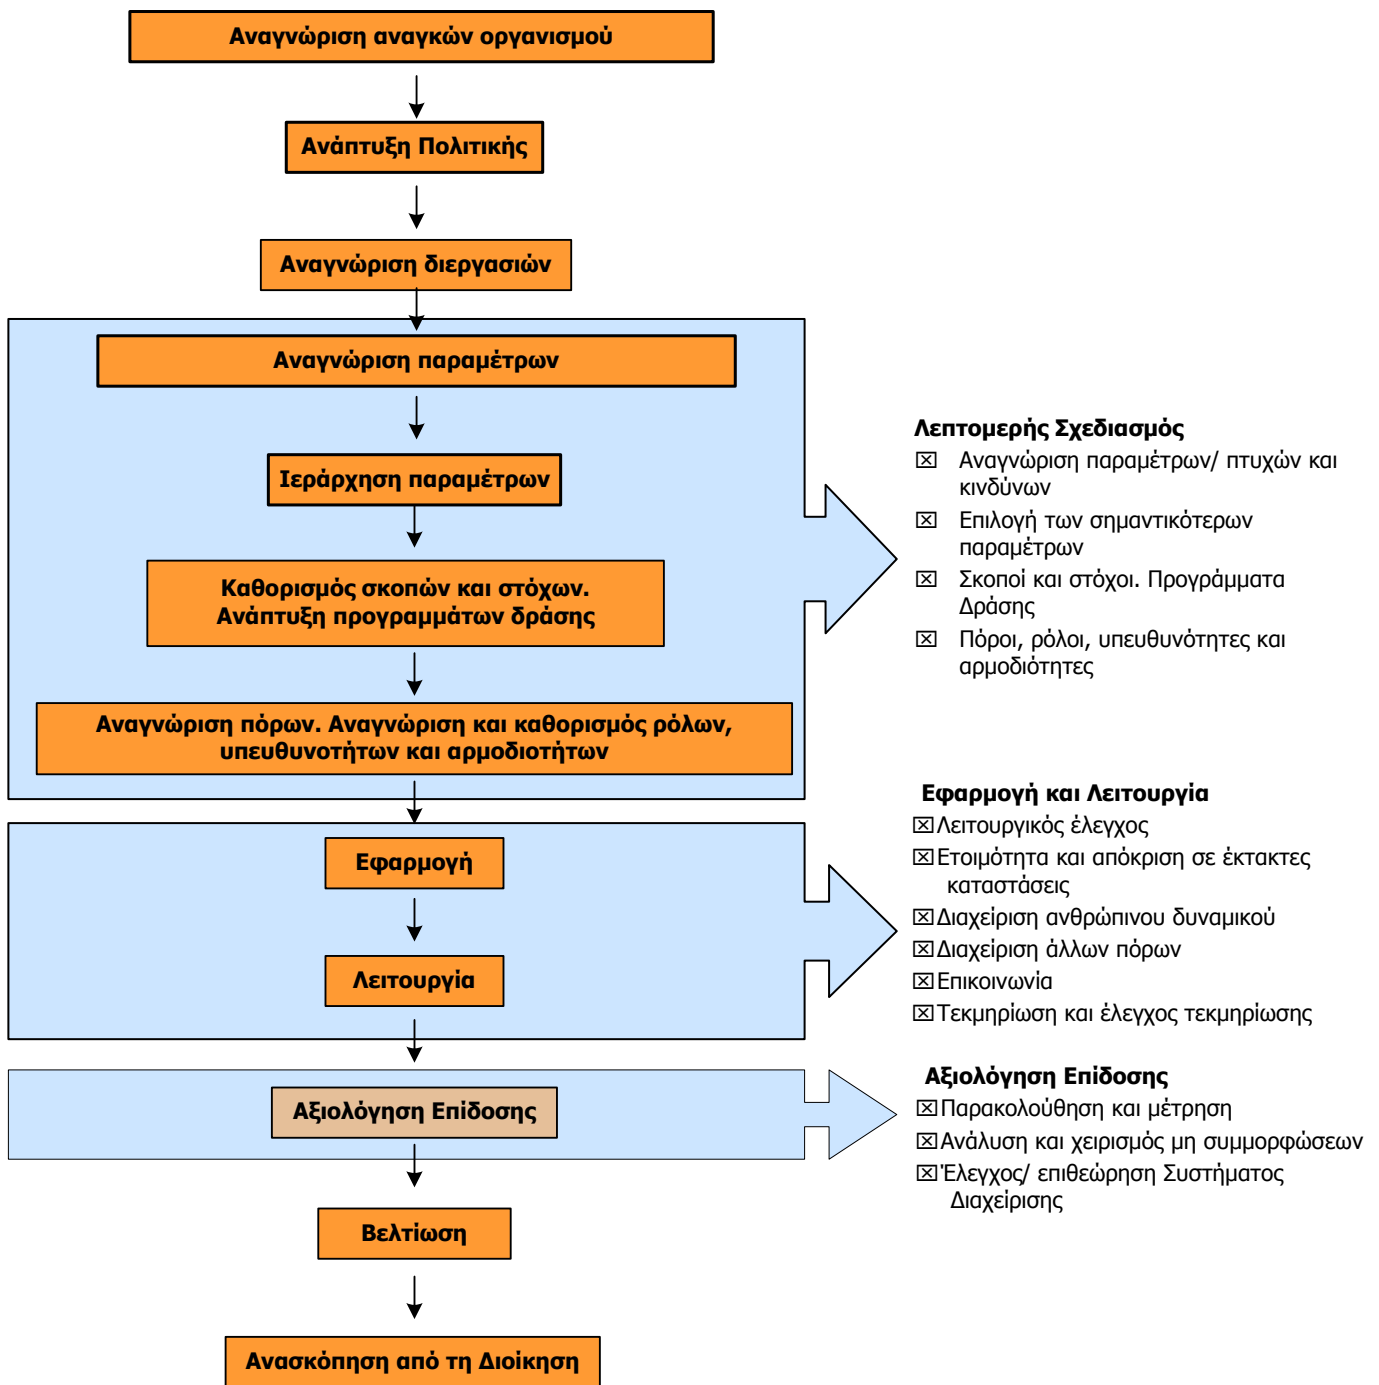 Αναγνώριση αναγκών οργανισμού
Ανάπτυξη Πολιτικής
Αναγνώριση διεργασιών
Αναγνώριση παραμέτρων
Ιεράρχηση παραμέτρων
Καθορισμός σκοπών και στόχων.
Ανάπτυξη προγραμμάτων δράσης
Αναγνώριση πόρων. Αναγνώριση και καθορισμός ρόλων,
υπευθυνοτήτων και αρμοδιοτήτων
Λεπτομερής Σχεδιασμός
☒ Αναγνώριση παραμέτρων/ πτυχών και
κινδύνων
☒ Επιλογή των σημαντικότερων
παραμέτρων
☒ Σκοποί και στόχοι. Προγράμματα
Δράσης
☒ Πόροι, ρόλοι, υπευθυνότητες και
αρμοδιότητες
Εφαρμογή
Λειτουργία
Εφαρμογή και Λειτουργία
☒Λειτουργικός έλεγχος
☒Ετοιμότητα και απόκριση σε έκτακτες
καταστάσεις
☒Διαχείριση ανθρώπινου δυναμικού
☒Διαχείριση άλλων πόρων
☒Επικοινωνία
☒Τεκμηρίωση και έλεγχος τεκμηρίωσης
Αξιολόγηση Επίδοσης
Αξιολόγηση Επίδοσης
☒Παρακολούθηση και μέτρηση
☒Ανάλυση και χειρισμός μη συμμορφώσεων
☒Έλεγχος/ επιθεώρηση Συστήματος
Διαχείρισης
Βελτίωση
Ανασκόπηση από τη Διοίκηση